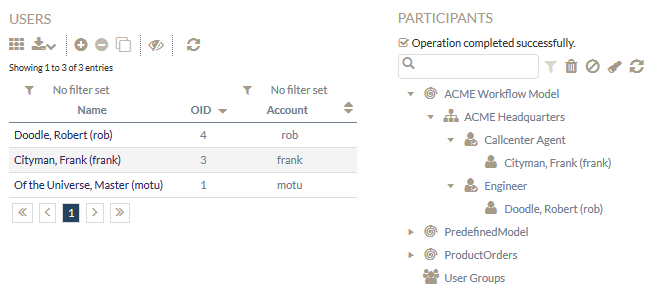 USERS
Showing 1 to 3 of 3 entries
No filter set No filter set
Name OID Account
Doodle, Robert (rob) 4 rob
Cityman, Frank (frank) 3 frank
Of the Universe, Master (motu) 1 motu
1
PARTICIPANTS
Operation completed successfully.
ACME Workflow Model
ACME Headquarters
Callcenter Agent
Cityman, Frank (frank)
Engineer
Doodle, Robert (rob)
PredefinedModel
ProductOrders
User Groups